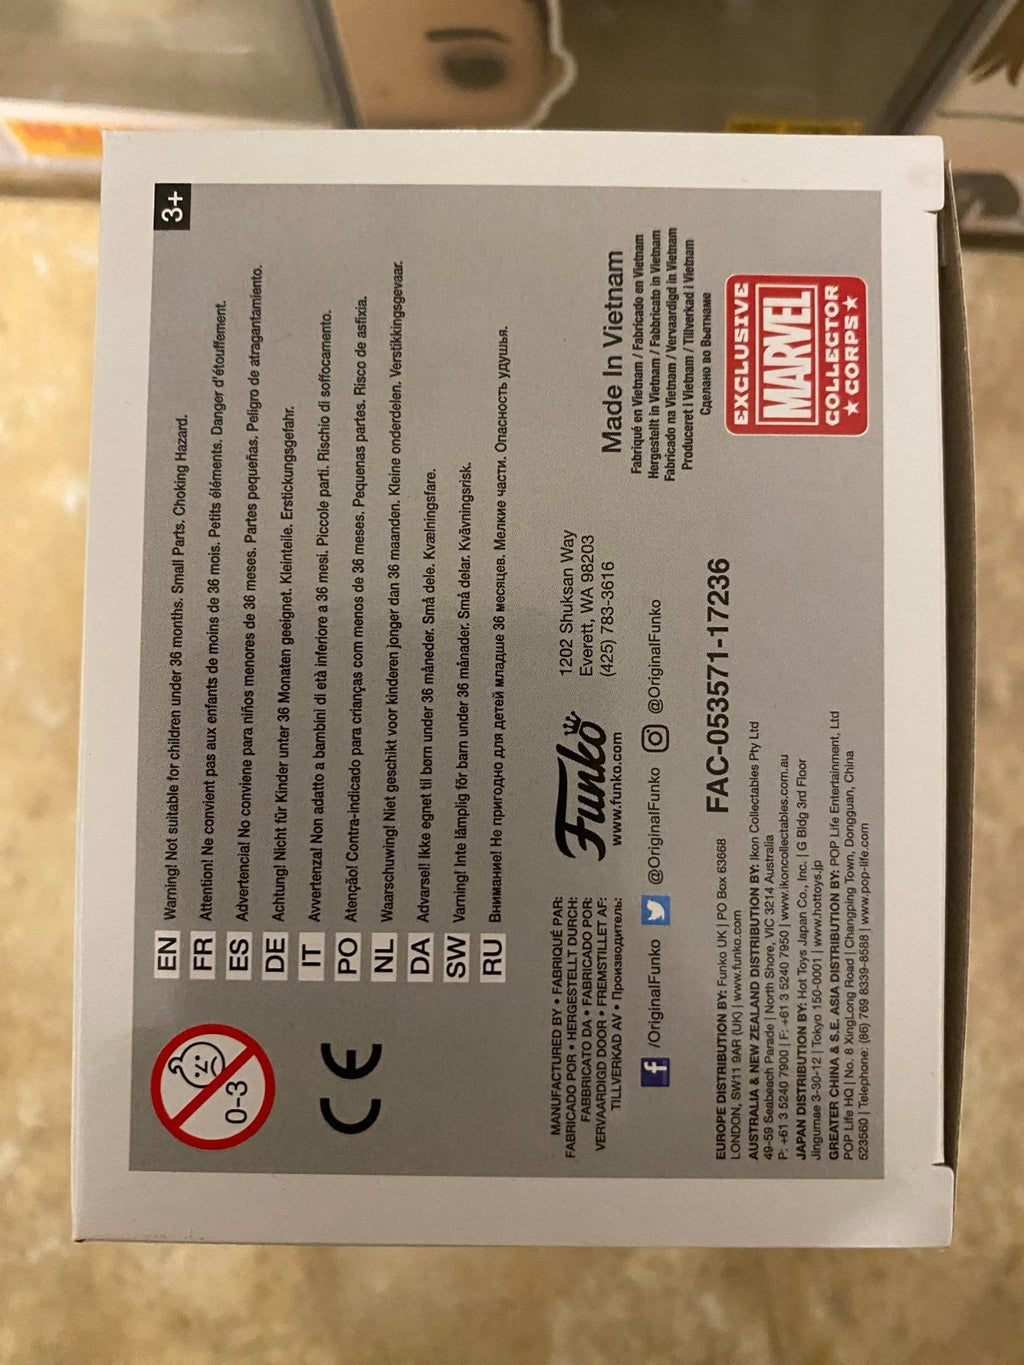 3+
0-3
EN Warning! Not suitable for children under 36 months. Small Parts. Choking Hazard.
FR Attention! Ne convient pas aux enfants de moins de 36 mois. Petits éléments. Danger d'étouffement.
ES Advertencia! No conviene para niños menores de 36 meses. Partes pequeñas. Peligro de atragantamiento.
DE Achtung! Nicht für Kinder unter 36 Monaten geeignet. Kleinteile. Erstickungsgefahr.
IT Avvertenza! Non adatto a bambini di età inferiore a 36 mesi. Piccole parti. Rischio di soffocamento.
PO Atenção! Contra-indicado para crianças com menos de 36 meses. Pequenas partes. Risco de asfixia.
NL Waarschuwing! Niet geschikt voor kinderen jonger dan 36 maanden. Kleine onderdelen. Verstikkingsgevaar.
DA Advarsel! Ikke egnet til børn under 36 måneder. Små dele. Kvælningsfare.
SW Varning! Inte lämplig för barn under 36 månader. Små delar. Kvävningsrisk.
RU Внимание! Не пригодно для детей младше 36 месяцев. Мелкие части. Опасность удушья.
CE
MANUFACTURED BY • FABRIQUÉ PAR:
FABRICADO POR • HERGESTELLT DURCH:
FABBRICATO DA • FABRICADO POR:
VERVAARDIGD DOOR • FREMSTILLET AF:
TILLVERKAD AV • Производитель:
Funko
www.funko.com
1202 Shuksan Way
Everett, WA 98203
(425) 783-3616
Made In Vietnam
Fabriqué en Vietnam / Fabricado en Vietnam
Hergestellt in Vietnam / Fabbricato in Vietnam
Fabricado na Vietnam / Vervaardigd in Vietnam
Produceret i Vietnam / Tillverkad i Vietnam
Сделано во Вьетнаме
/OriginalFunko @OriginalFunko @OriginalFunko
FAC-053571-17236
EUROPE DISTRIBUTION BY: Funko UK | PO Box 63668
LONDON, SW11 9AR (UK) | www.funko.com
AUSTRALIA & NEW ZEALAND DISTRIBUTION BY: Ikon Collectables Pty Ltd
49-59 Seabeach Parade | North Shore, VIC 3214 Australia
P: +61 3 5240 7900 | F: +61 3 5240 7950 | www.ikoncollectables.com.au
JAPAN DISTRIBUTION BY: Hot Toys Japan Co., Inc. | G Bldg 3rd Floor
Jingumae 3-30-12 | Tokyo 150-0001 | www.hottoys.jp
GREATER CHINA & S.E. ASIA DISTRIBUTION BY: POP Life Entertainment, Ltd
POP Life HQ | No. 8 XingLong Road | Changping Town, Dongguan, China
523560 | Telephone: (86) 769 8339-8588 | www.pop-life.com
EXCLUSIVE
MARVEL
COLLECTOR
★CORPS★